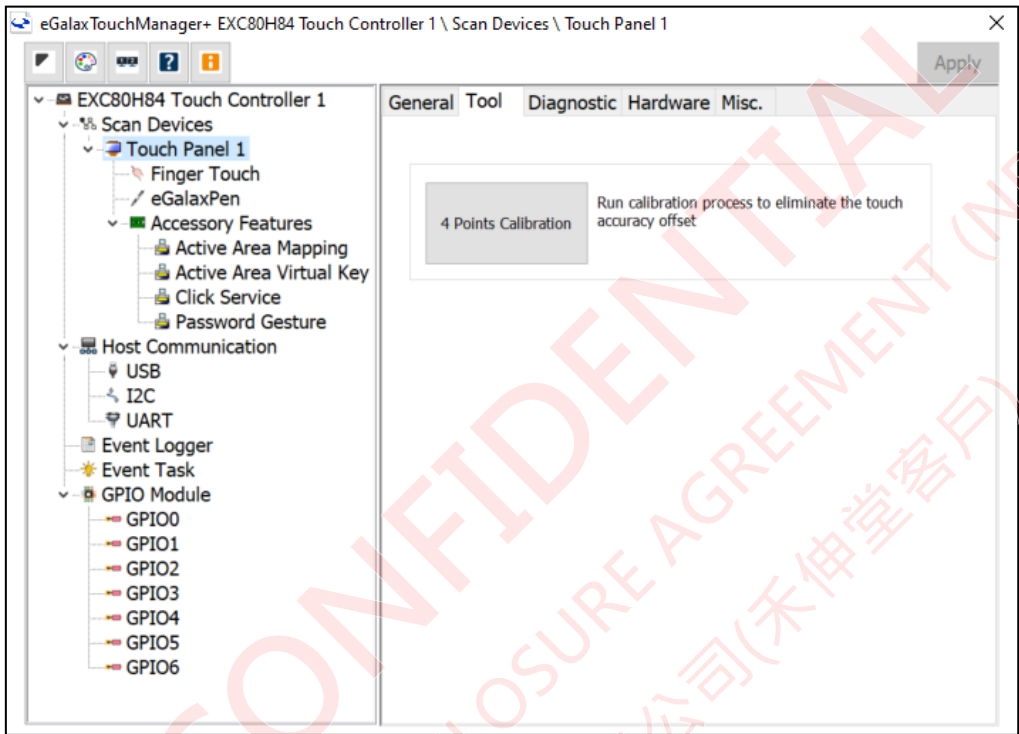 eGalaxTouchManager+ EXC80H84 Touch Controller 1 \ Scan Devices \ Touch Panel 1
Apply
EXC80H84 Touch Controller 1
Scan Devices
Touch Panel 1
Finger Touch
eGalaxPen
Accessory Features
Active Area Mapping
Active Area Virtual Key
Click Service
Password Gesture
Host Communication
USB
I2C
UART
Event Logger
Event Task
GPIO Module
GPIO0
GPIO1
GPIO2
GPIO3
GPIO4
GPIO5
GPIO6
General Tool Diagnostic Hardware Misc.
4 Points Calibration
Run calibration process to eliminate the touch
accuracy offset
CONFIDENTIAL
AGREEMENT
公司(禾伸堂客戶)